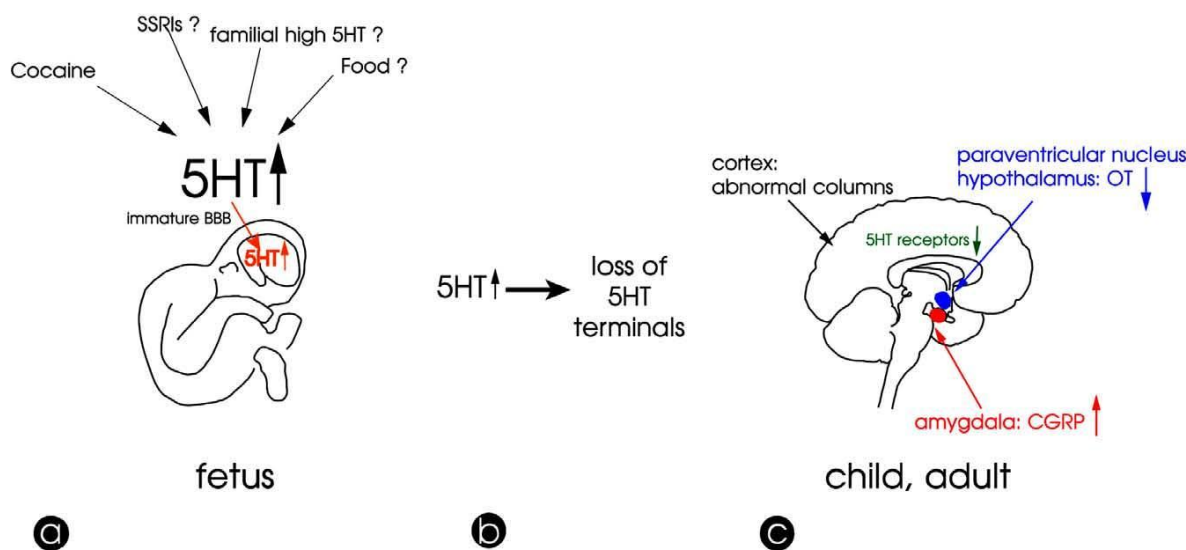 SSRIs ?
familial high 5HT ?
Cocaine
Food ?
5HT
immature BBB
5HT
fetus
a
5HT
loss of
5HT
terminals
b
cortex:
abnormal columns
paraventricular nucleus
hypothalamus: OT
5HT receptors
amygdala: CGRP
child, adult
c